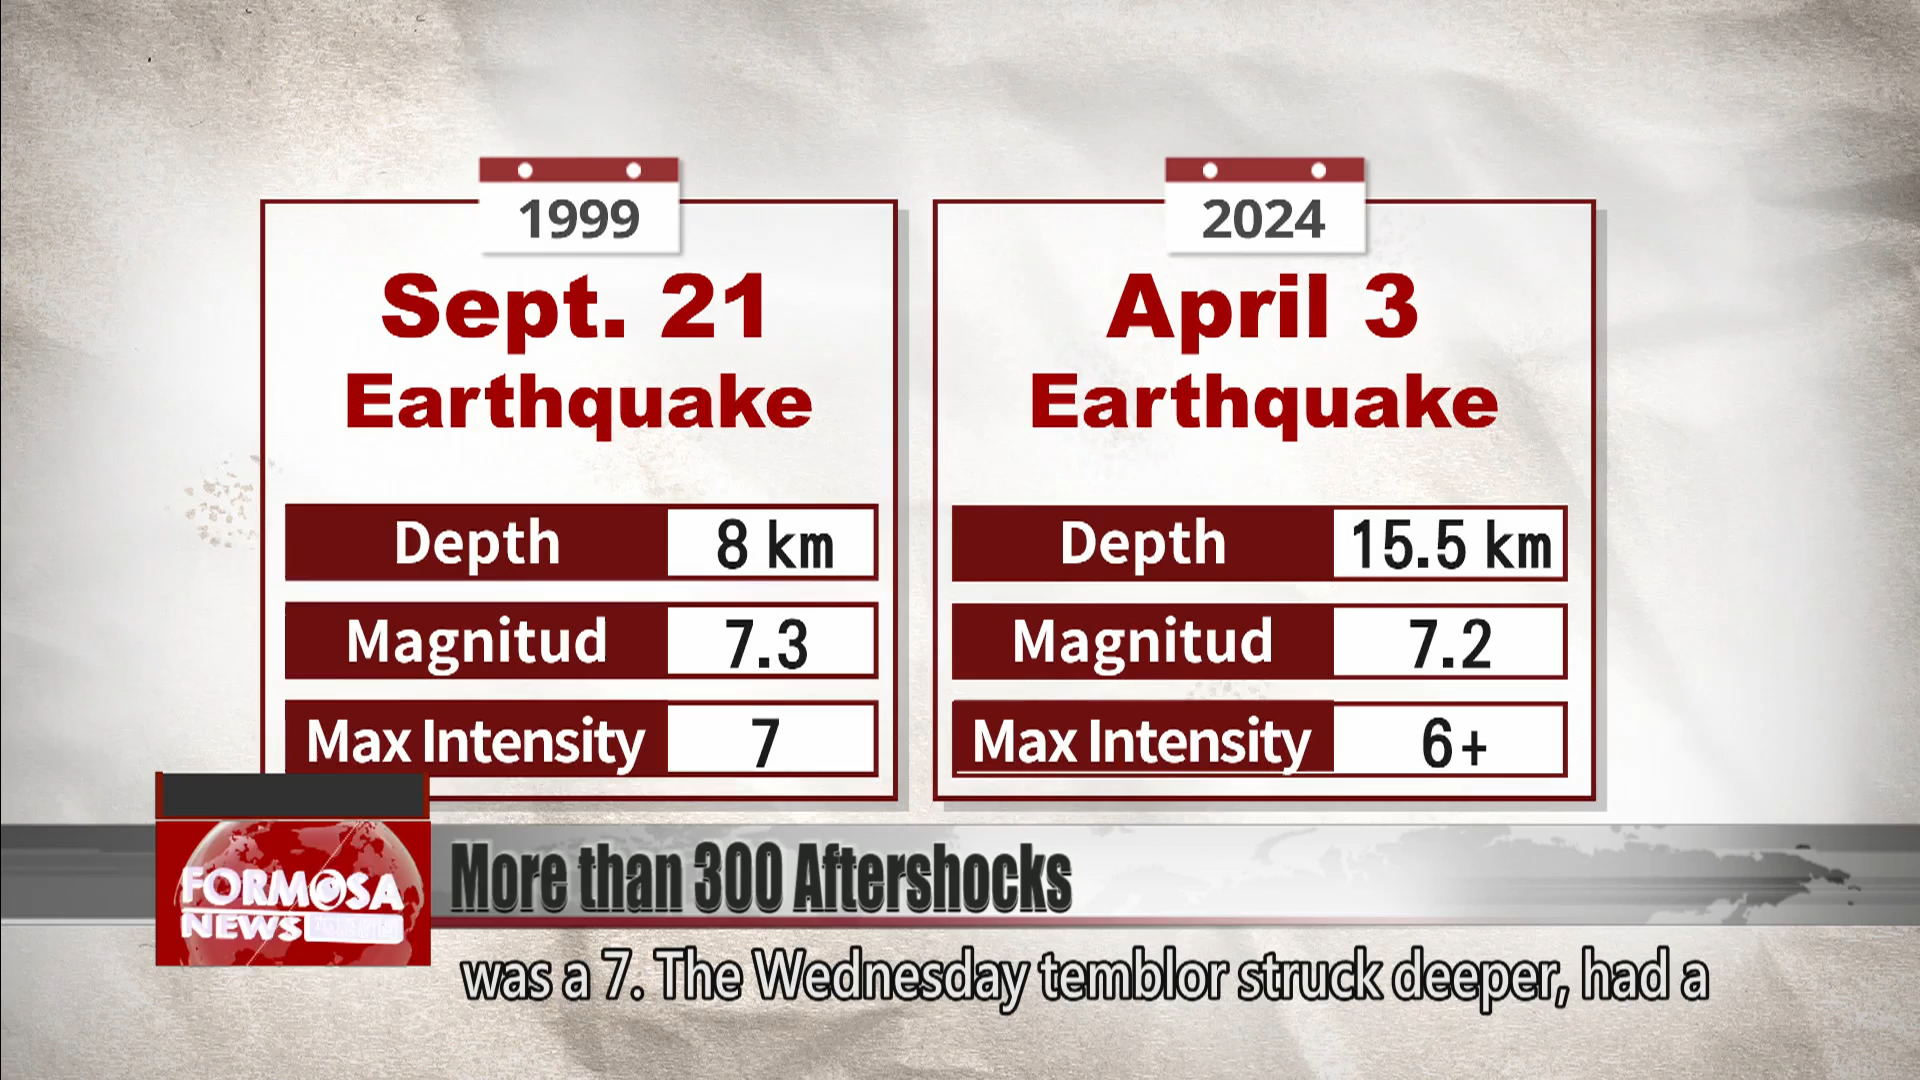 1999
Sept. 21
Earthquake
Depth 8 km
Magnitud 7.3
Max Intensity 7
2024
April 3
Earthquake
Depth 15.5 km
Magnitud 7.2
Max Intensity 6+
More than 300 Aftershocks
FORMOSA
NEWS
was a 7. The Wednesday temblor struck deeper, had a